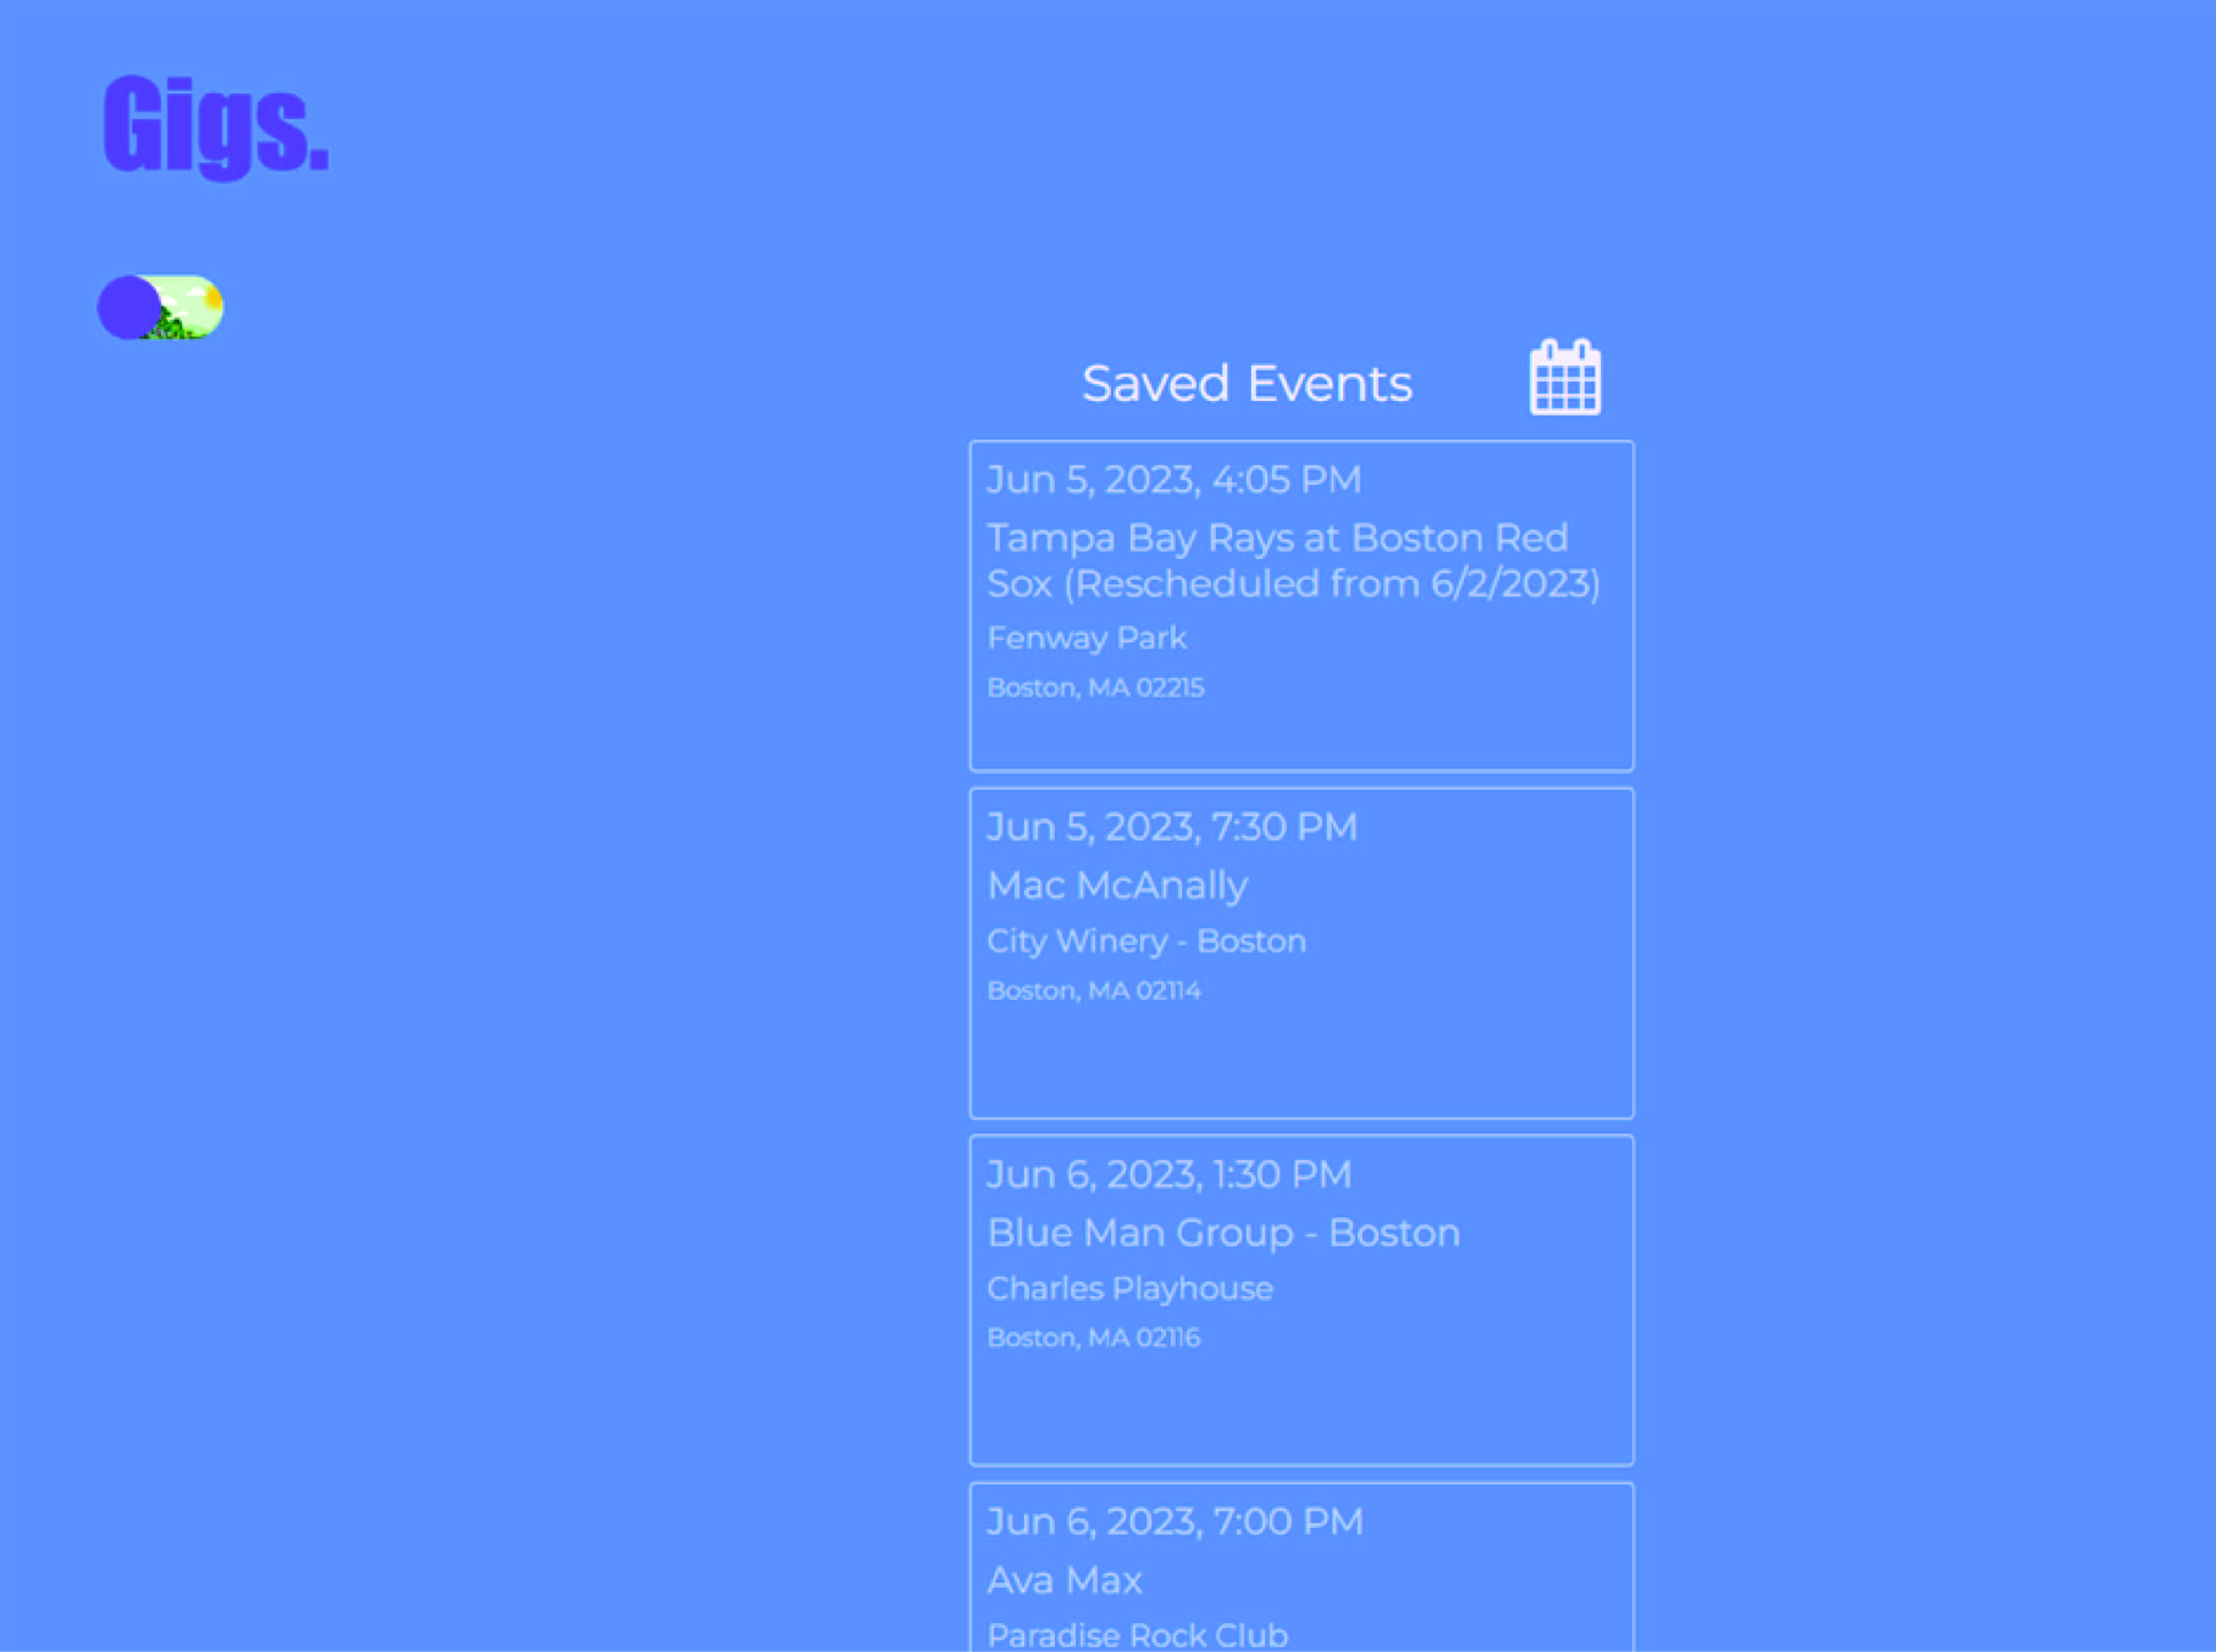 Gigs.
Saved Events
Jun 5, 2023, 4:05 PM
Tampa Bay Rays at Boston Red
Sox (Rescheduled from 6/2/2023)
Fenway Park
Boston, MA 02215
Jun 5, 2023, 7:30 PM
Mac McAnally
City Winery - Boston
Boston, MA 02114
Jun 6, 2023, 1:30 PM
Blue Man Group - Boston
Charles Playhouse
Boston, MA 02116
Jun 6, 2023, 7:00 PM
Ava Max
Paradise Rock Club